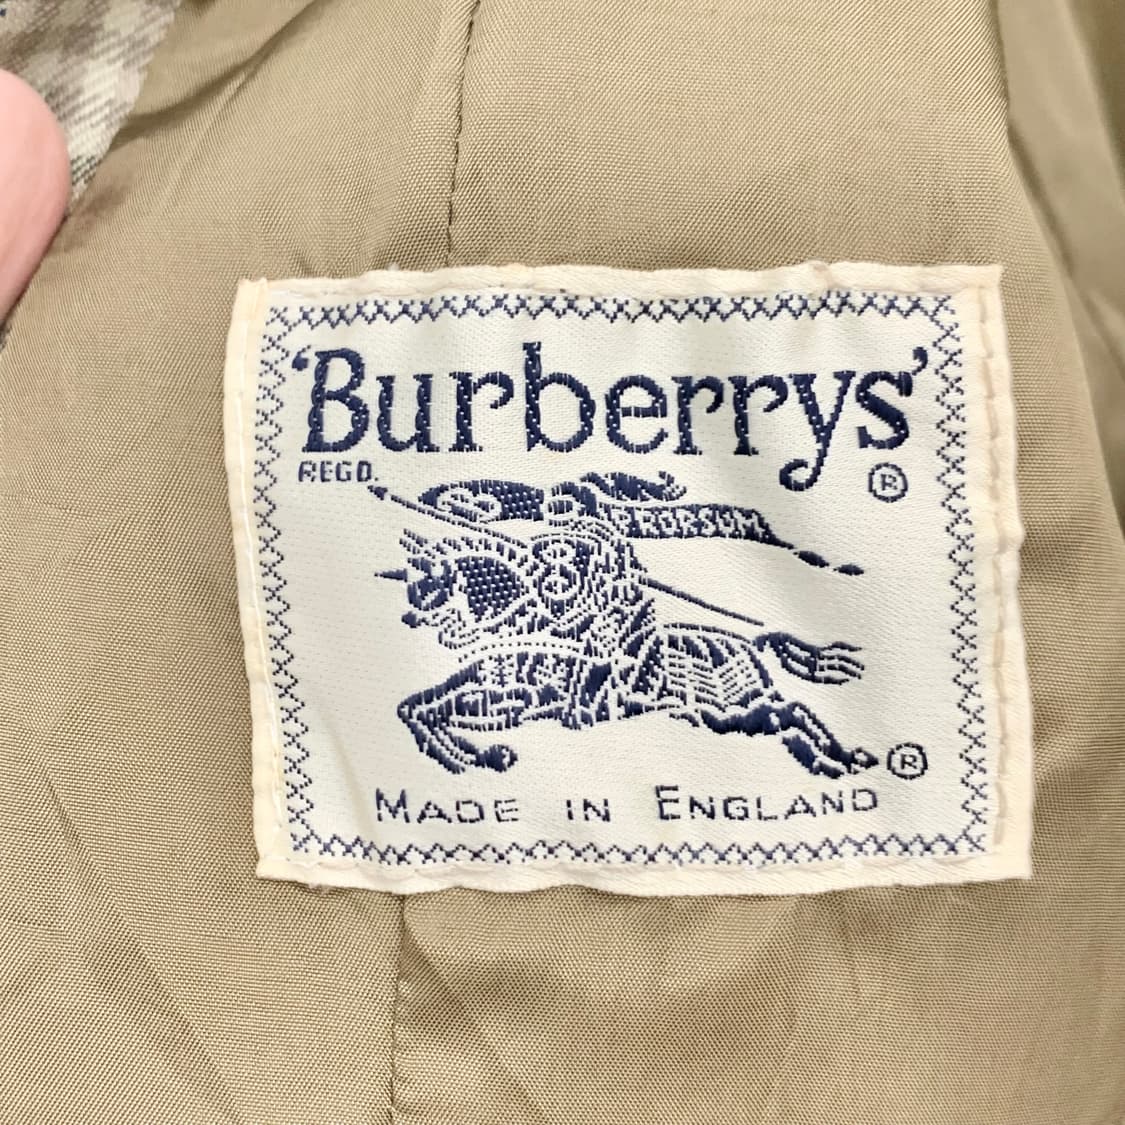 'Burberrys'
REGD. ®
PRORSUM
®
MADE IN ENGLAND